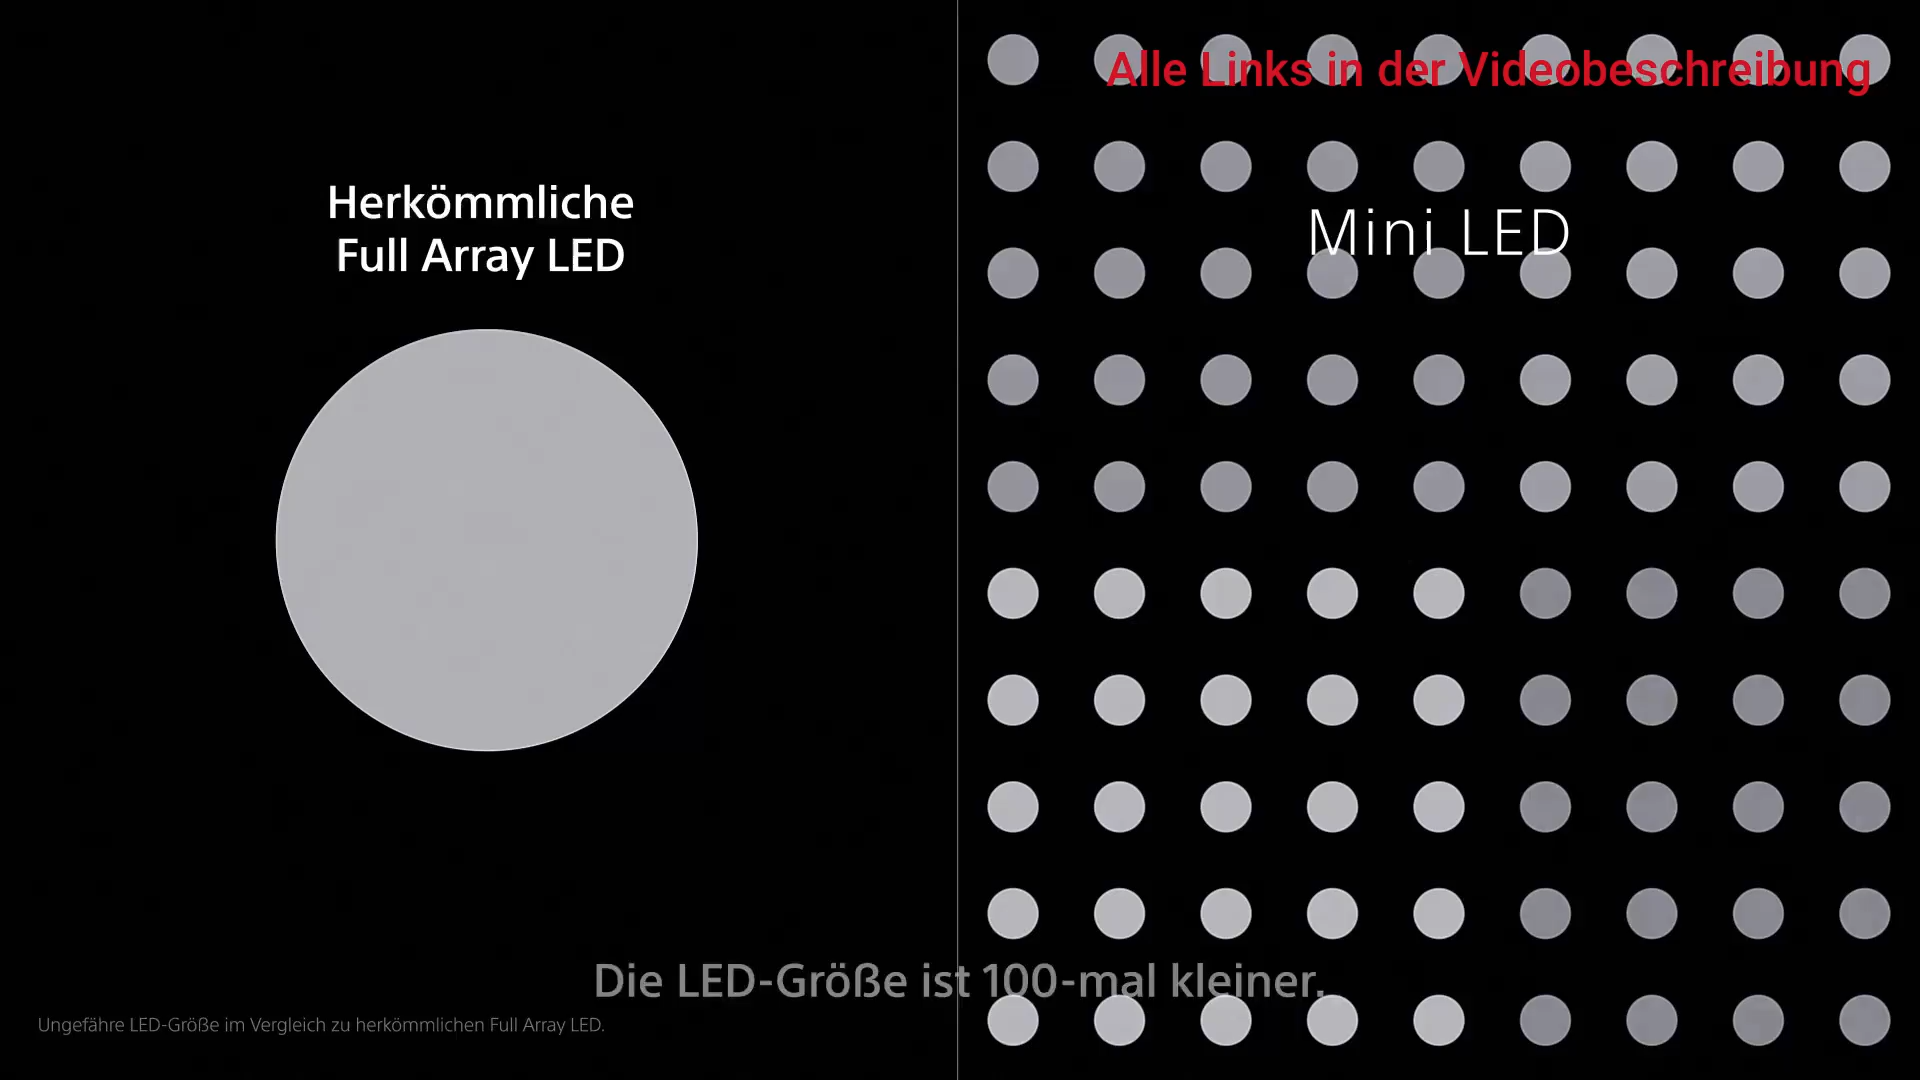 Alle Links in der Videobeschreibung
Herkömmliche
Full Array LED
Mini LED
Die LED-Größe ist 100-mal kleiner.
Ungefähre LED-Größe im Vergleich zu herkömmlichen Full Array LED.